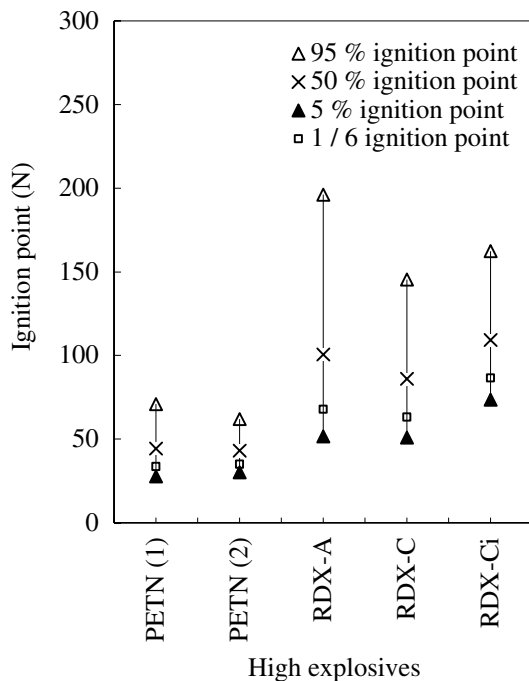 300
250
200
150
100
50
0
Ignition point (N)
95 % ignition point
50 % ignition point
5 % ignition point
1 / 6 ignition point
PETN (1)
PETN (2)
RDX-A
RDX-C
RDX-Ci
High explosives